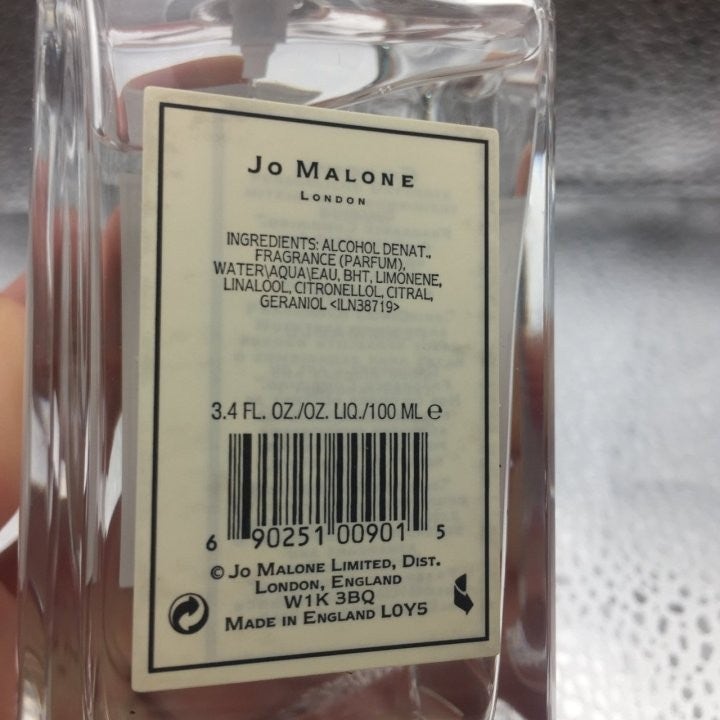 JO MALONE
LONDON
INGREDIENTS: ALCOHOL DENAT.,
FRAGRANCE (PARFUM),
WATER\AQUA\EAU, BHT, LIMONENE,
LINALOOL, CITRONELLOL, CITRAL,
GERANIOL <ILN38719>
3.4 FL. OZ./OZ. LIQ./100 ML ℮
6 90251 00901 5
© JO MALONE LIMITED, DIST.
LONDON, ENGLAND
W1K 3BQ
MADE IN ENGLAND L0Y5